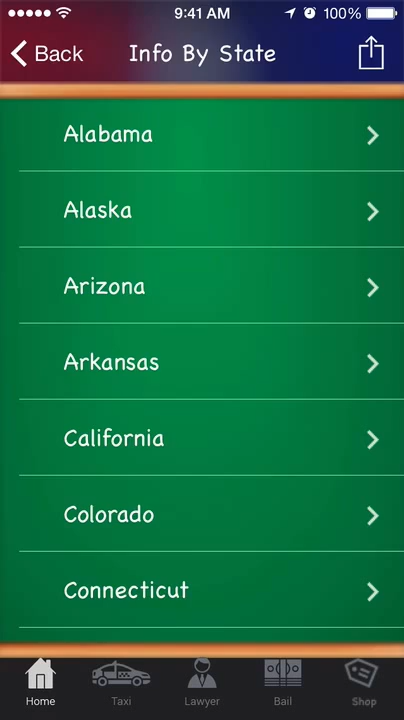 9:41 AM 100%
Back Info By State
Alabama
Alaska
Arizona
Arkansas
California
Colorado
Connecticut
Home Taxi Lawyer Bail Shop